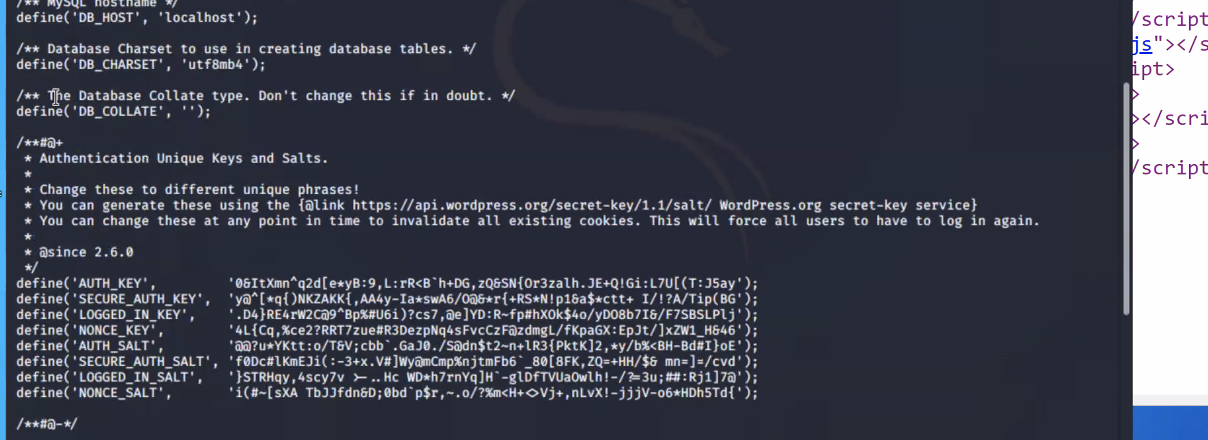 /** MySQL hostname */
define('DB_HOST', 'localhost');
/** Database Charset to use in creating database tables. */
define('DB_CHARSET', 'utf8mb4');
/** The Database Collate type. Don't change this if in doubt. */
define('DB_COLLATE', '');
/**#@+
* Authentication Unique Keys and Salts.
*
* Change these to different unique phrases!
* You can generate these using the {@link https://api.wordpress.org/secret-key/1.1/salt/ WordPress.org secret-key service}
* You can change these at any point in time to invalidate all existing cookies. This will force all users to have to log in again.
*
* @since 2.6.0
*/
define('AUTH_KEY', '0&ItXmn^q2d[e*yB:9,L:rR<B`h+DG,zQ&SN{Or3zalh.JE+Q!Gi:L7U[(T:J5ay');
define('SECURE_AUTH_KEY', 'y@^[*q{)NKZAKK{,AA4y-Ia*swA6/O@&*r{+RS*N!p1&a$*ctt+ I/!?A/Tip(BG');
define('LOGGED_IN_KEY', '.D4}RE4rW2C@9^Bp%#U6i)?cs7,@e]YD:R~fp#hXOk$4o/yDO8b7I&/F7SBSLPlj');
define('NONCE_KEY', '4L{Cq,%ce2?RRT7zue#R3DezpNq4sFvcCzF@zdmgL/fKpaGX:EpJt/]xZW1_H&46');
define('AUTH_SALT', '@@?u*YKtt:o/T&V;cbb`.GaJ0./S@dn$t2~n+lR3{PktK]2,*y/b%<BH-Bd#I}oE');
define('SECURE_AUTH_SALT', 'f0Dc#lKmEJi(:~3+x.V#]Wy@mCmp%njtmFb6`_80[8FK,ZQ=+HH/$& mn=]=/cvd');
define('LOGGED_IN_SALT', '}STRHqy,4scy7v >-..Hc WD*h7rnYq]H`-glDfTVUaOwlh!-/?=3u;##:Rj1]7@');
define('NONCE_SALT', 'i(#~[sXA TbJJfdn&D;0bd`p$r,~.o/?%m<H+<>Vj+,nLvX!-jjjV-o6*HDh5Td{');
/**#@-*/
/script
js"></s
ipt>
>
></scri
>
/script